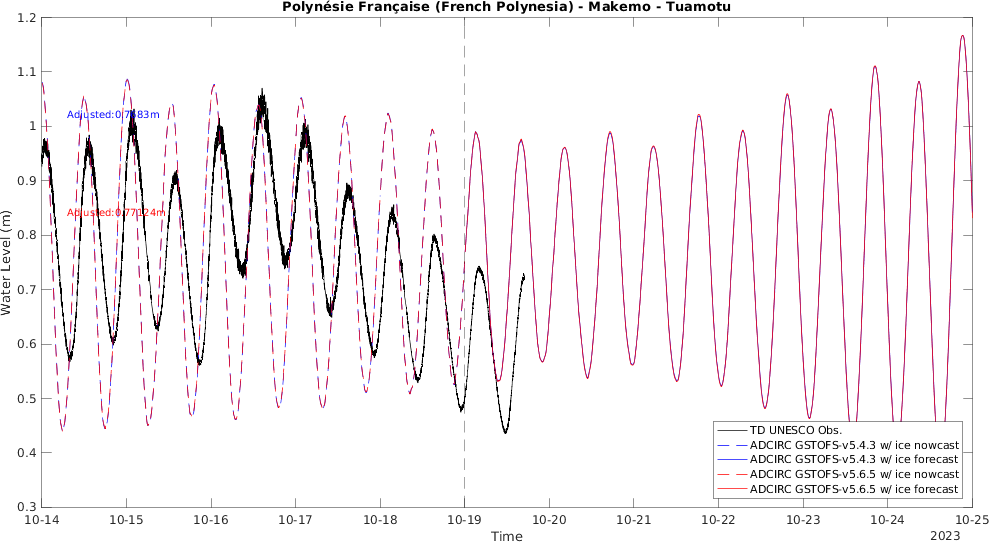 Polynésie Française (French Polynesia) - Makemo - Tuamotu
Water Level (m)
1.2
1.1
1
0.9
0.8
0.7
0.6
0.5
0.4
0.3
Adjusted:0.77124m
10-14
10-15
10-16
10-17
10-18
10-19
10-20
10-21
10-22
10-23
10-24
10-25
Time
2023
TD UNESCO Obs.
ADCIRC GSTOFS-v5.4.3 w/ ice nowcast
ADCIRC GSTOFS-v5.4.3 w/ ice forecast
ADCIRC GSTOFS-v5.6.5 w/ ice nowcast
ADCIRC GSTOFS-v5.6.5 w/ ice forecast